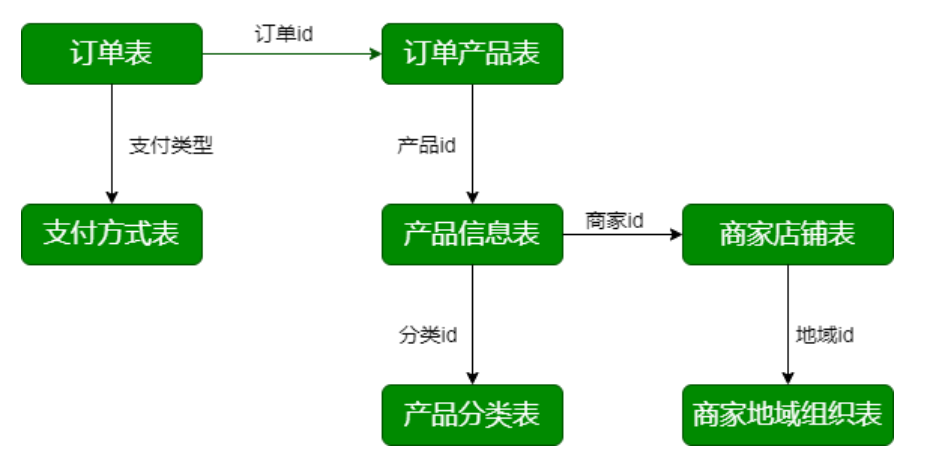 订单表
订单id
订单产品表
支付类型
产品id
支付方式表
产品信息表
商家id
商家店铺表
分类id
地域id
产品分类表
商家地域组织表